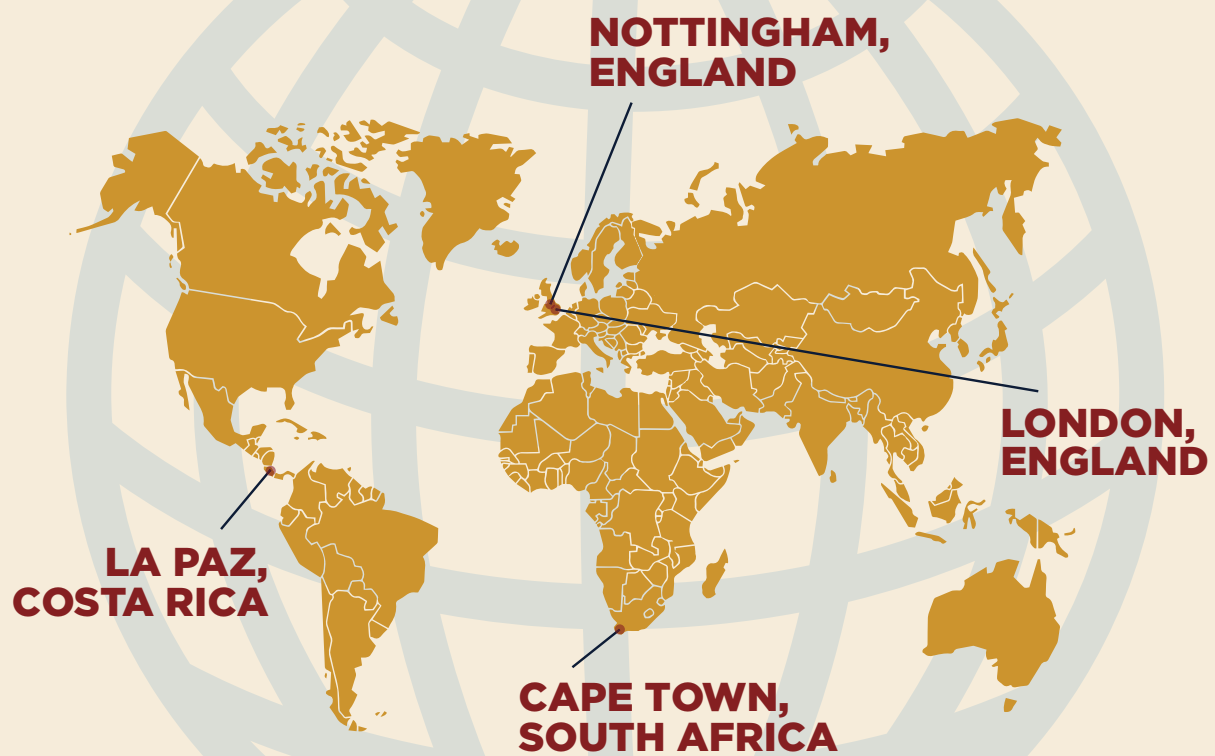 NOTTINGHAM,
ENGLAND
LONDON,
ENGLAND
LA PAZ,
COSTA RICA
CAPE TOWN,
SOUTH AFRICA